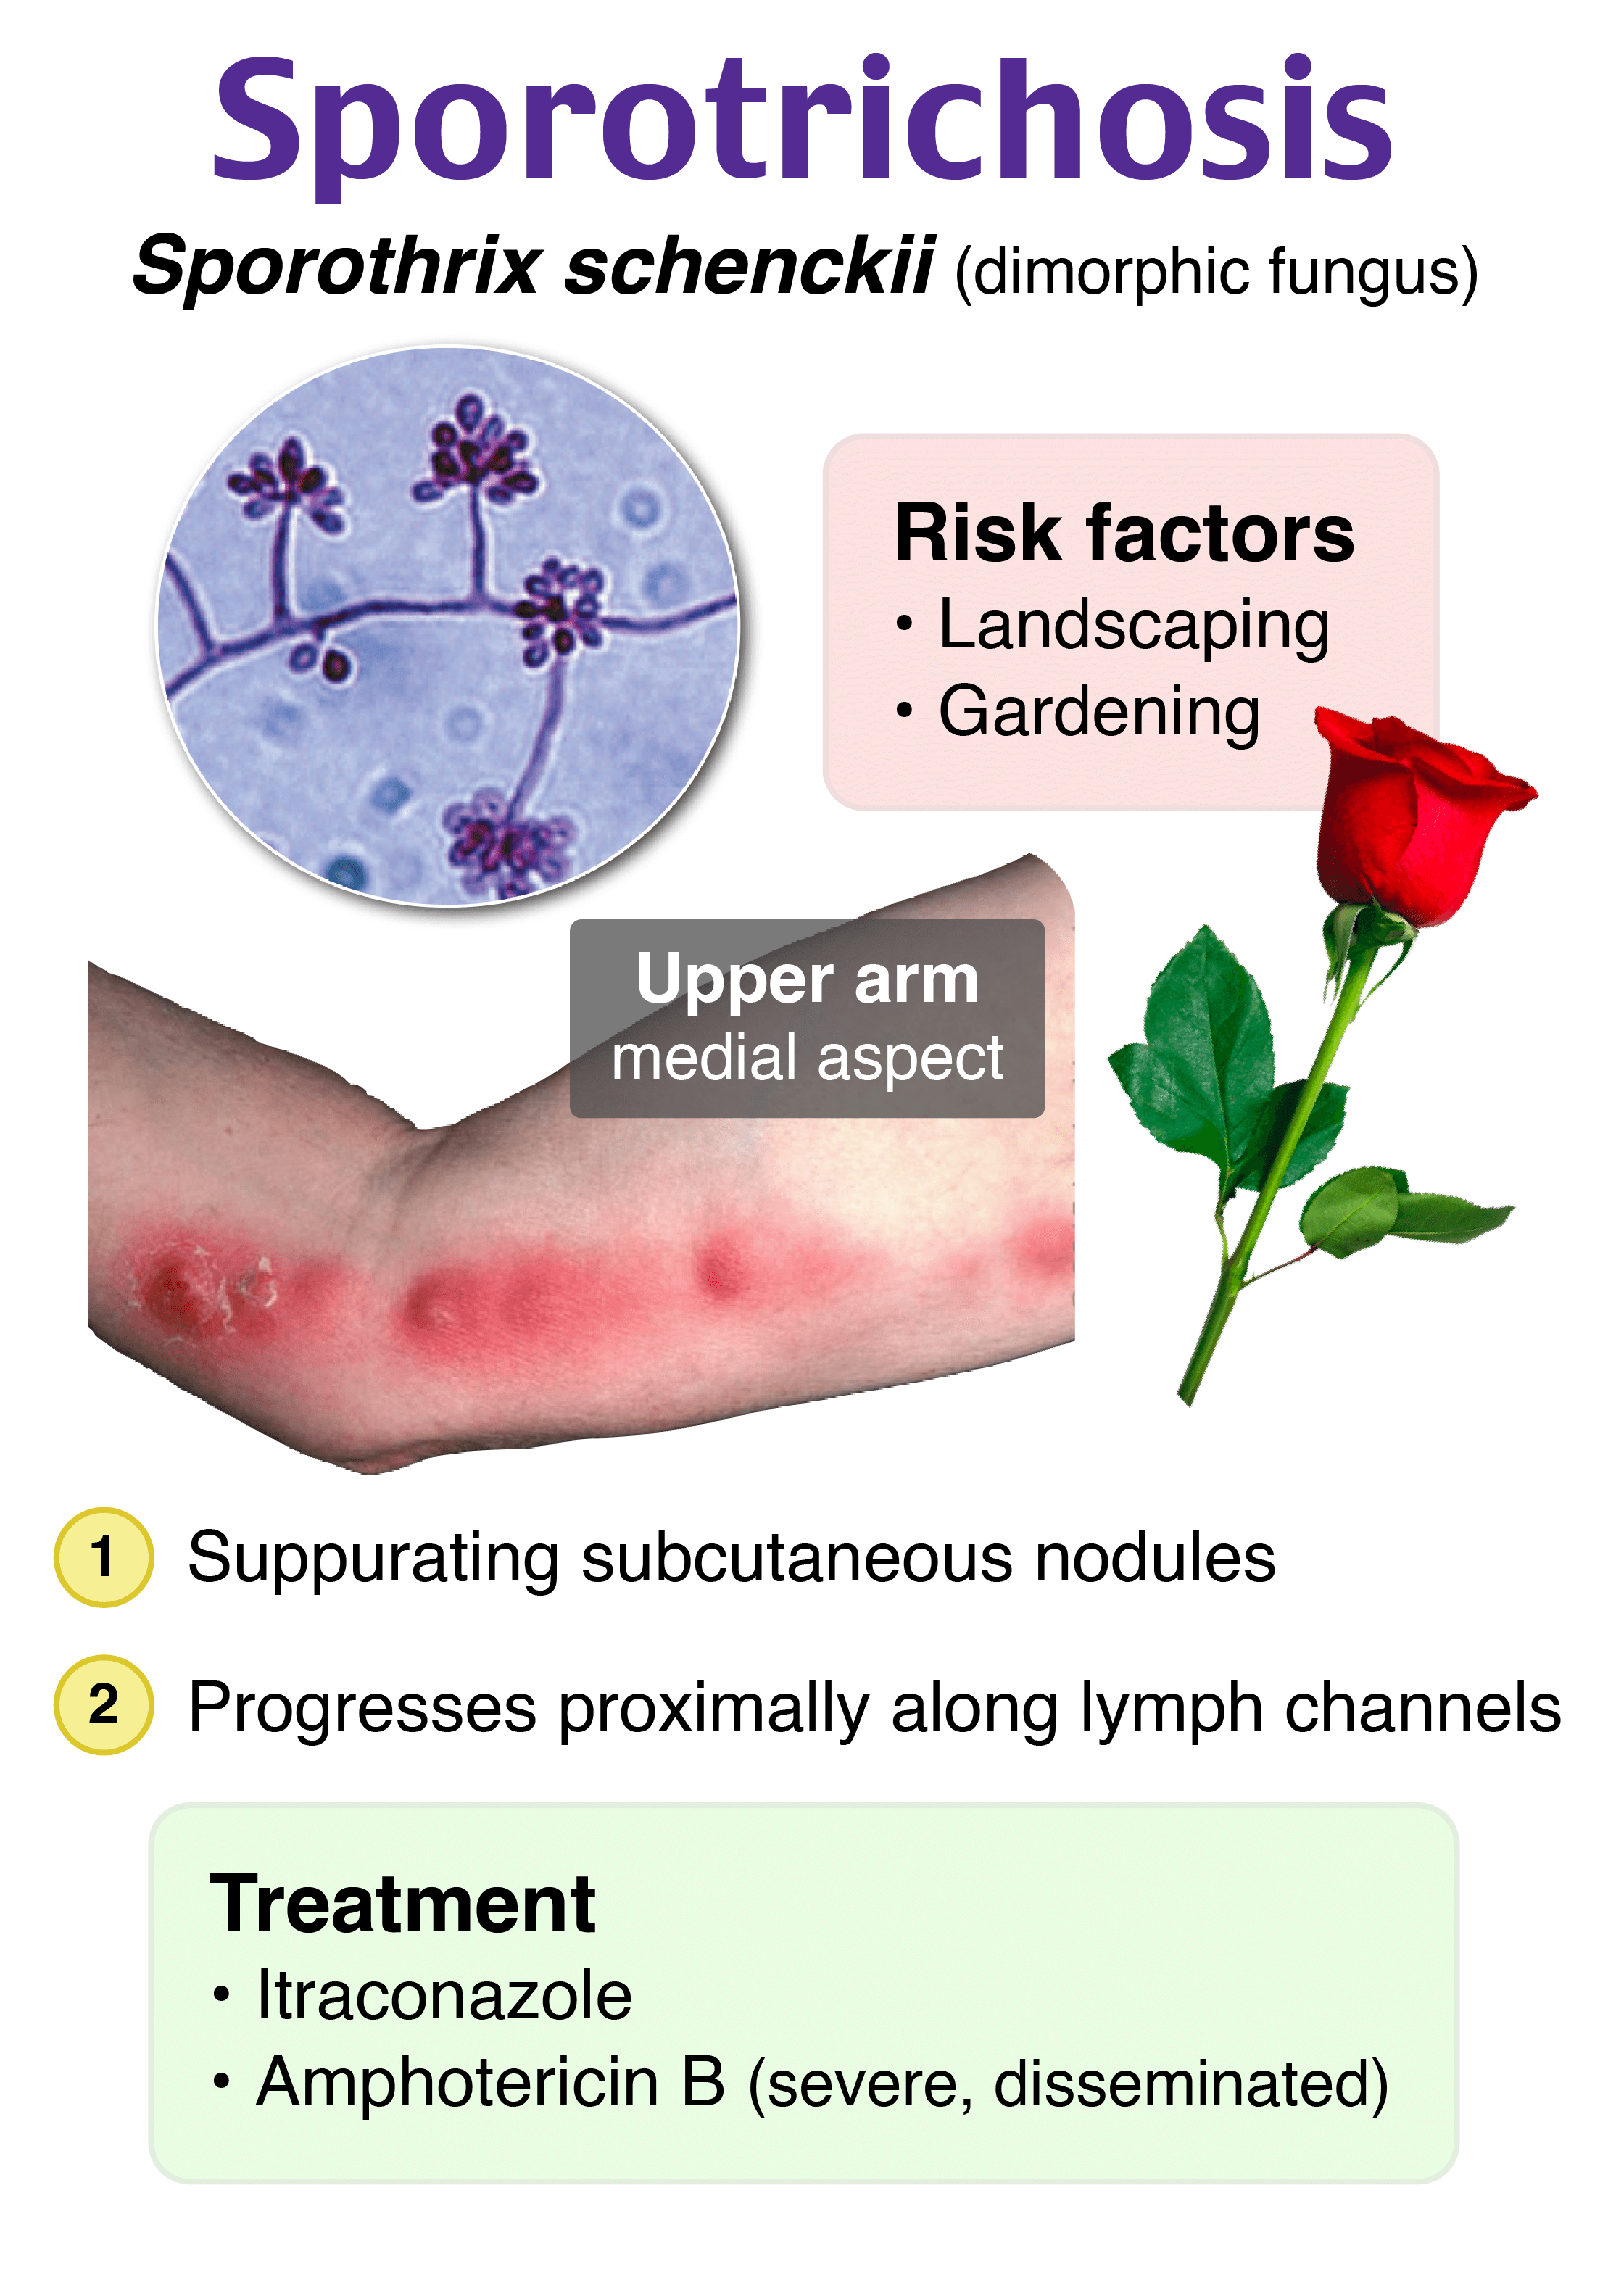 Sporotrichosis
Sporothrix schenckii (dimorphic fungus)
Risk factors
• Landscaping
• Gardening
Upper arm
medial aspect
1 Suppurating subcutaneous nodules
2 Progresses proximally along lymph channels
Treatment
• Itraconazole
• Amphotericin B (severe, disseminated)